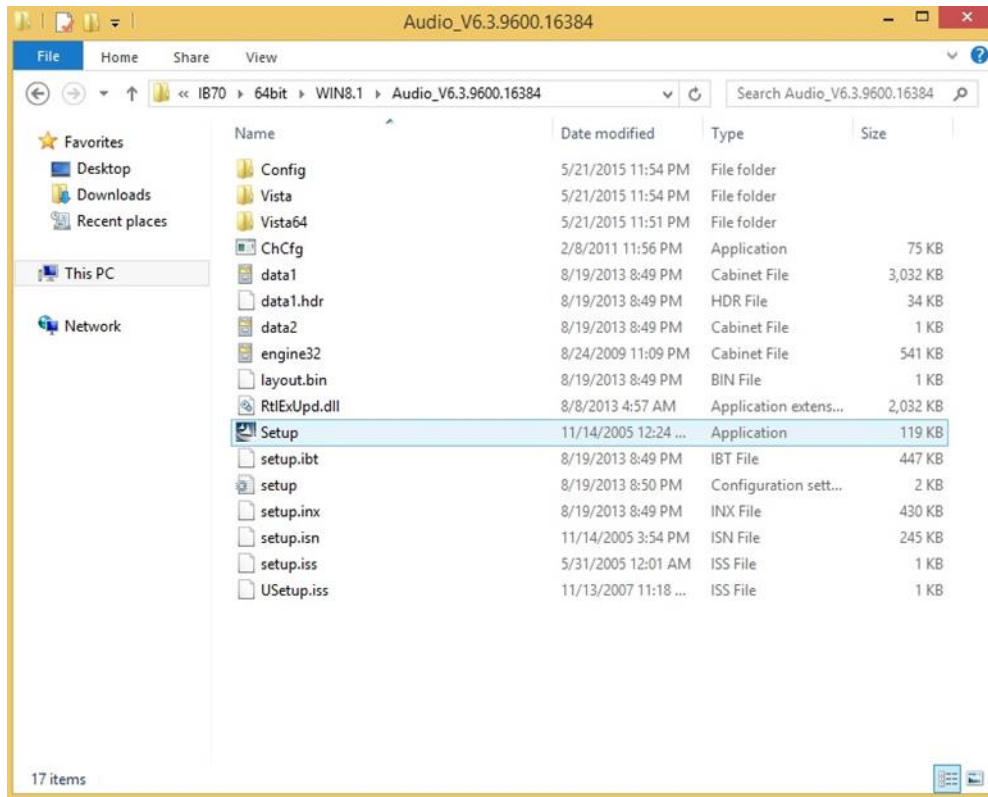 Audio_V6.3.9600.16384
File Home Share View
« IB70 64bit WIN8.1 Audio_V6.3.9600.16384 Search Audio_V6.3.9600.16384
Name Date modified Type Size
Favorites
Desktop
Downloads
Recent places
This PC
Network
Config 5/21/2015 11:54 PM File folder
Vista 5/21/2015 11:54 PM File folder
Vista64 5/21/2015 11:51 PM File folder
ChCfg 2/8/2011 11:56 PM Application 75 KB
data1 8/19/2013 8:49 PM Cabinet File 3,032 KB
data1.hdr 8/19/2013 8:49 PM HDR File 34 KB
data2 8/19/2013 8:49 PM Cabinet File 1 KB
engine32 8/24/2009 11:09 PM Cabinet File 541 KB
layout.bin 8/19/2013 8:49 PM BIN File 1 KB
RtlExUpd.dll 8/8/2013 4:57 AM Application extens... 2,032 KB
Setup 11/14/2005 12:24 ... Application 119 KB
setup.ibt 8/19/2013 8:49 PM IBT File 447 KB
setup 8/19/2013 8:50 PM Configuration sett... 2 KB
setup.inx 8/19/2013 8:49 PM INX File 430 KB
setup.isn 11/14/2005 3:54 PM ISN File 245 KB
setup.iss 5/31/2005 12:01 AM ISS File 1 KB
USetup.iss 11/13/2007 11:18 ... ISS File 1 KB
17 items